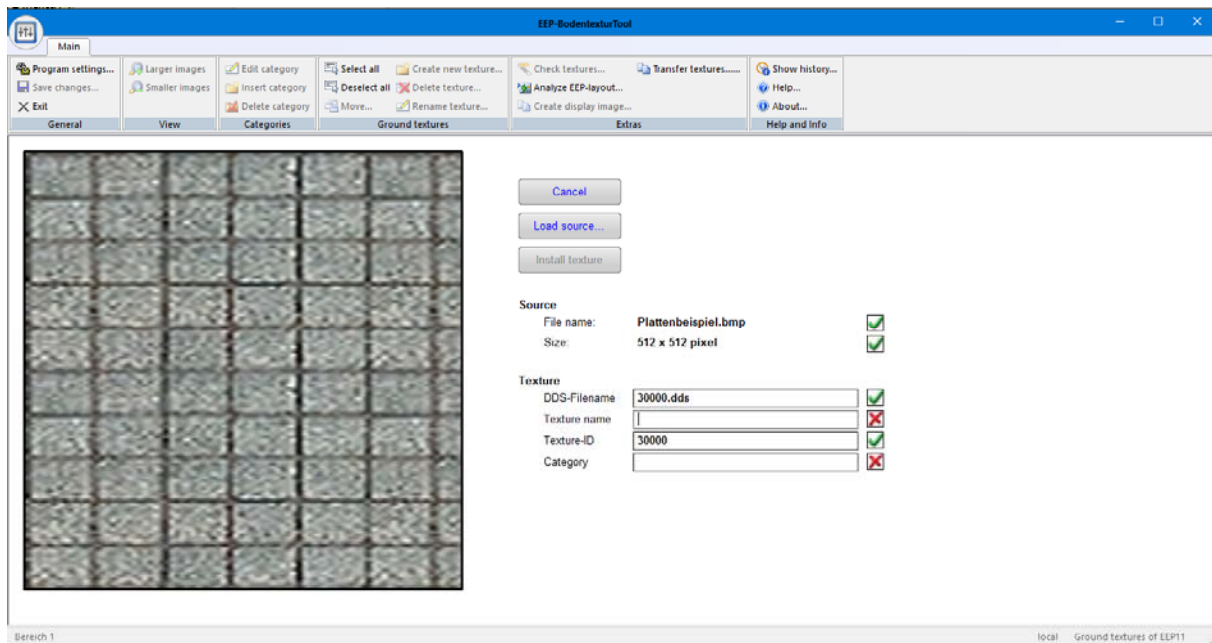 EEP-BodentexturTool
Main
Program settings...
Save changes...
Exit
General
Larger images
Smaller images
View
Edit category
Insert category
Delete category
Categories
Select all
Deselect all
Move...
Create new texture...
Delete texture...
Rename texture...
Ground textures
Check textures...
Analyze EEP-layout...
Create display image...
Transfer textures......
Extras
Show history...
Help...
About...
Help and Info
Cancel
Load source...
Install texture
Source
File name: Plattenbeispiel.bmp
Size: 512 x 512 pixel
Texture
DDS-Filename 30000.dds
Texture name
Texture-ID 30000
Category
Bereich 1 local Ground textures of EEP11